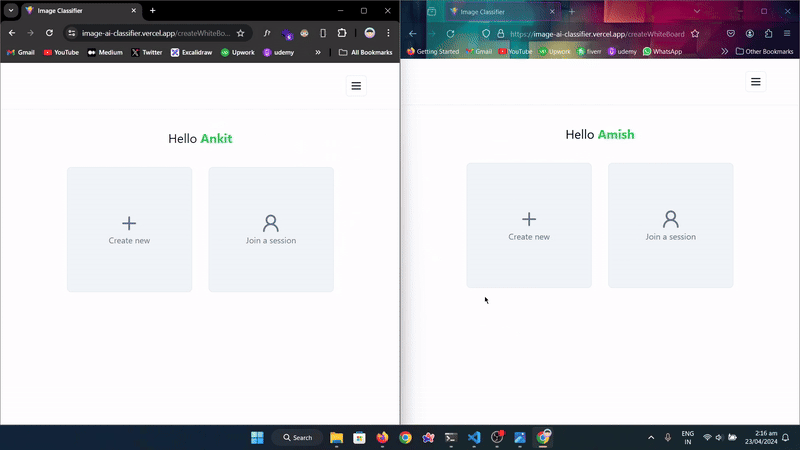 Image Classifier
image-ai-classifier.vercel.app/createWhiteBoa...
Gmail YouTube Medium Twitter Excalidraw Upwork udemy » All Bookmarks
Hello Ankit
Create new
Join a session
Image Classifier
https://image-ai-classifier.vercel.app/createWhiteBoard
Getting Started Gmail YouTube Upwork fiverr udemy WhatsApp » Other Bookmarks
Hello Amish
Create new
Join a session
Search
ENG
IN
2:16 am
23/04/2024